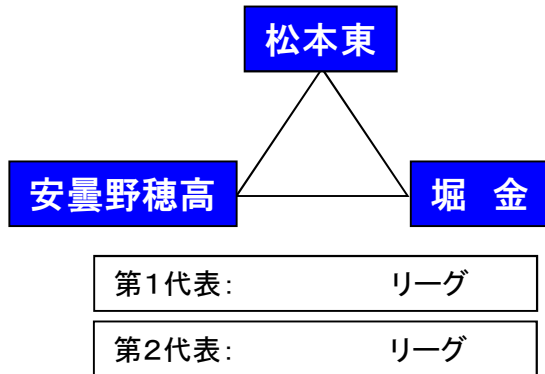 松本東
安曇野穂高
堀　金
第１代表：　　　　　リーグ
第２代表：　　　　　リーグ